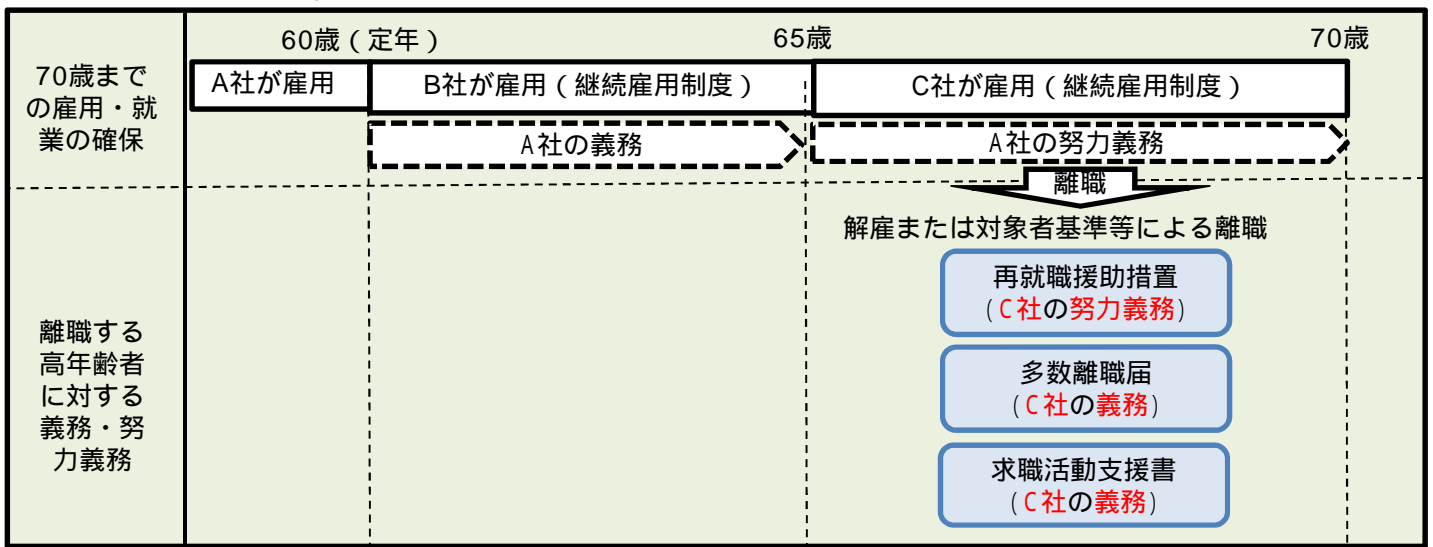 60歳（定年）
65歳
70歳
70歳まで
の雇用・就
業の確保
A社が雇用
B社が雇用（継続雇用制度）
C社が雇用（継続雇用制度）
A社の義務
A社の努力義務
離職
解雇または対象者基準等による離職
再就職援助措置
（C社の努力義務）
多数離職届
（C社の義務）
求職活動支援書
（C社の義務）
離職する
高年齢者
に対する
義務・努
力義務